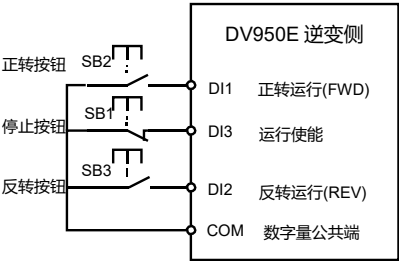 DV950E 逆变侧
正转按钮 SB2 DI1 正转运行(FWD)
停止按钮 SB1 DI3 运行使能
反转按钮 SB3 DI2 反转运行(REV)
COM 数字量公共端